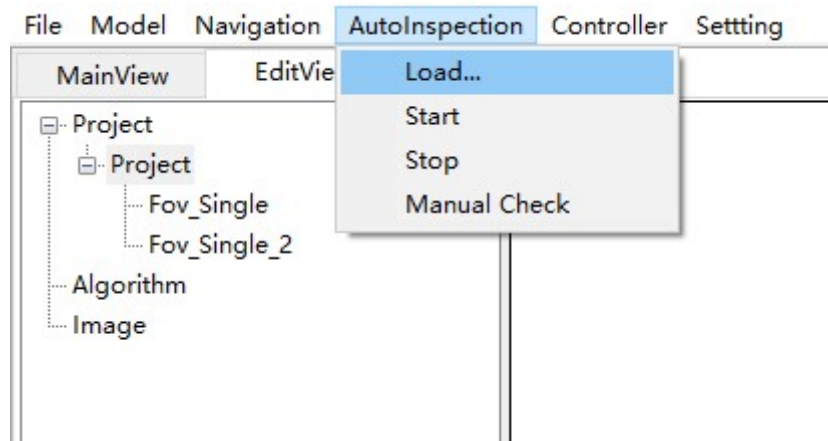 File Model Navigation AutoInspection Controller Settting
MainView EditVie Load...
Project Start
Project Stop
Fov_Single Manual Check
Fov_Single_2
Algorithm
Image